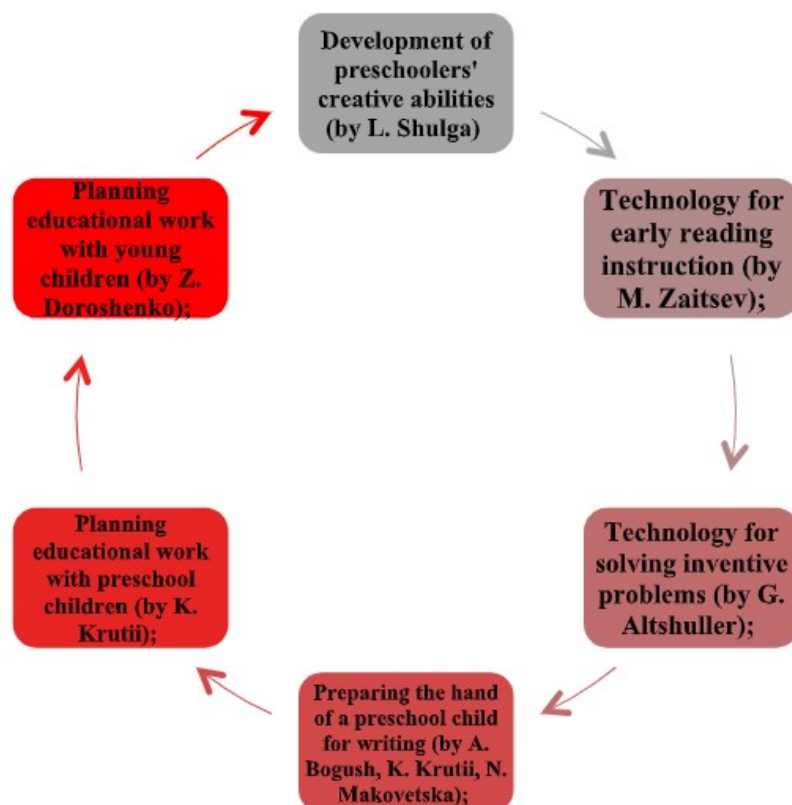 Development of
preschoolers'
creative abilities
(by L. Shulga)
Technology for
early reading
instruction (by
M. Zaitsev);
Technology for
solving inventive
problems (by G.
Altshuller);
Preparing the hand
of a preschool child
for writing (by A.
Bogush, K. Krutii, N.
Makovetska);
Planning
educational work
with preschool
children (by K.
Krutii);
Planning
educational work
with young
children (by Z.
Doroshenko);